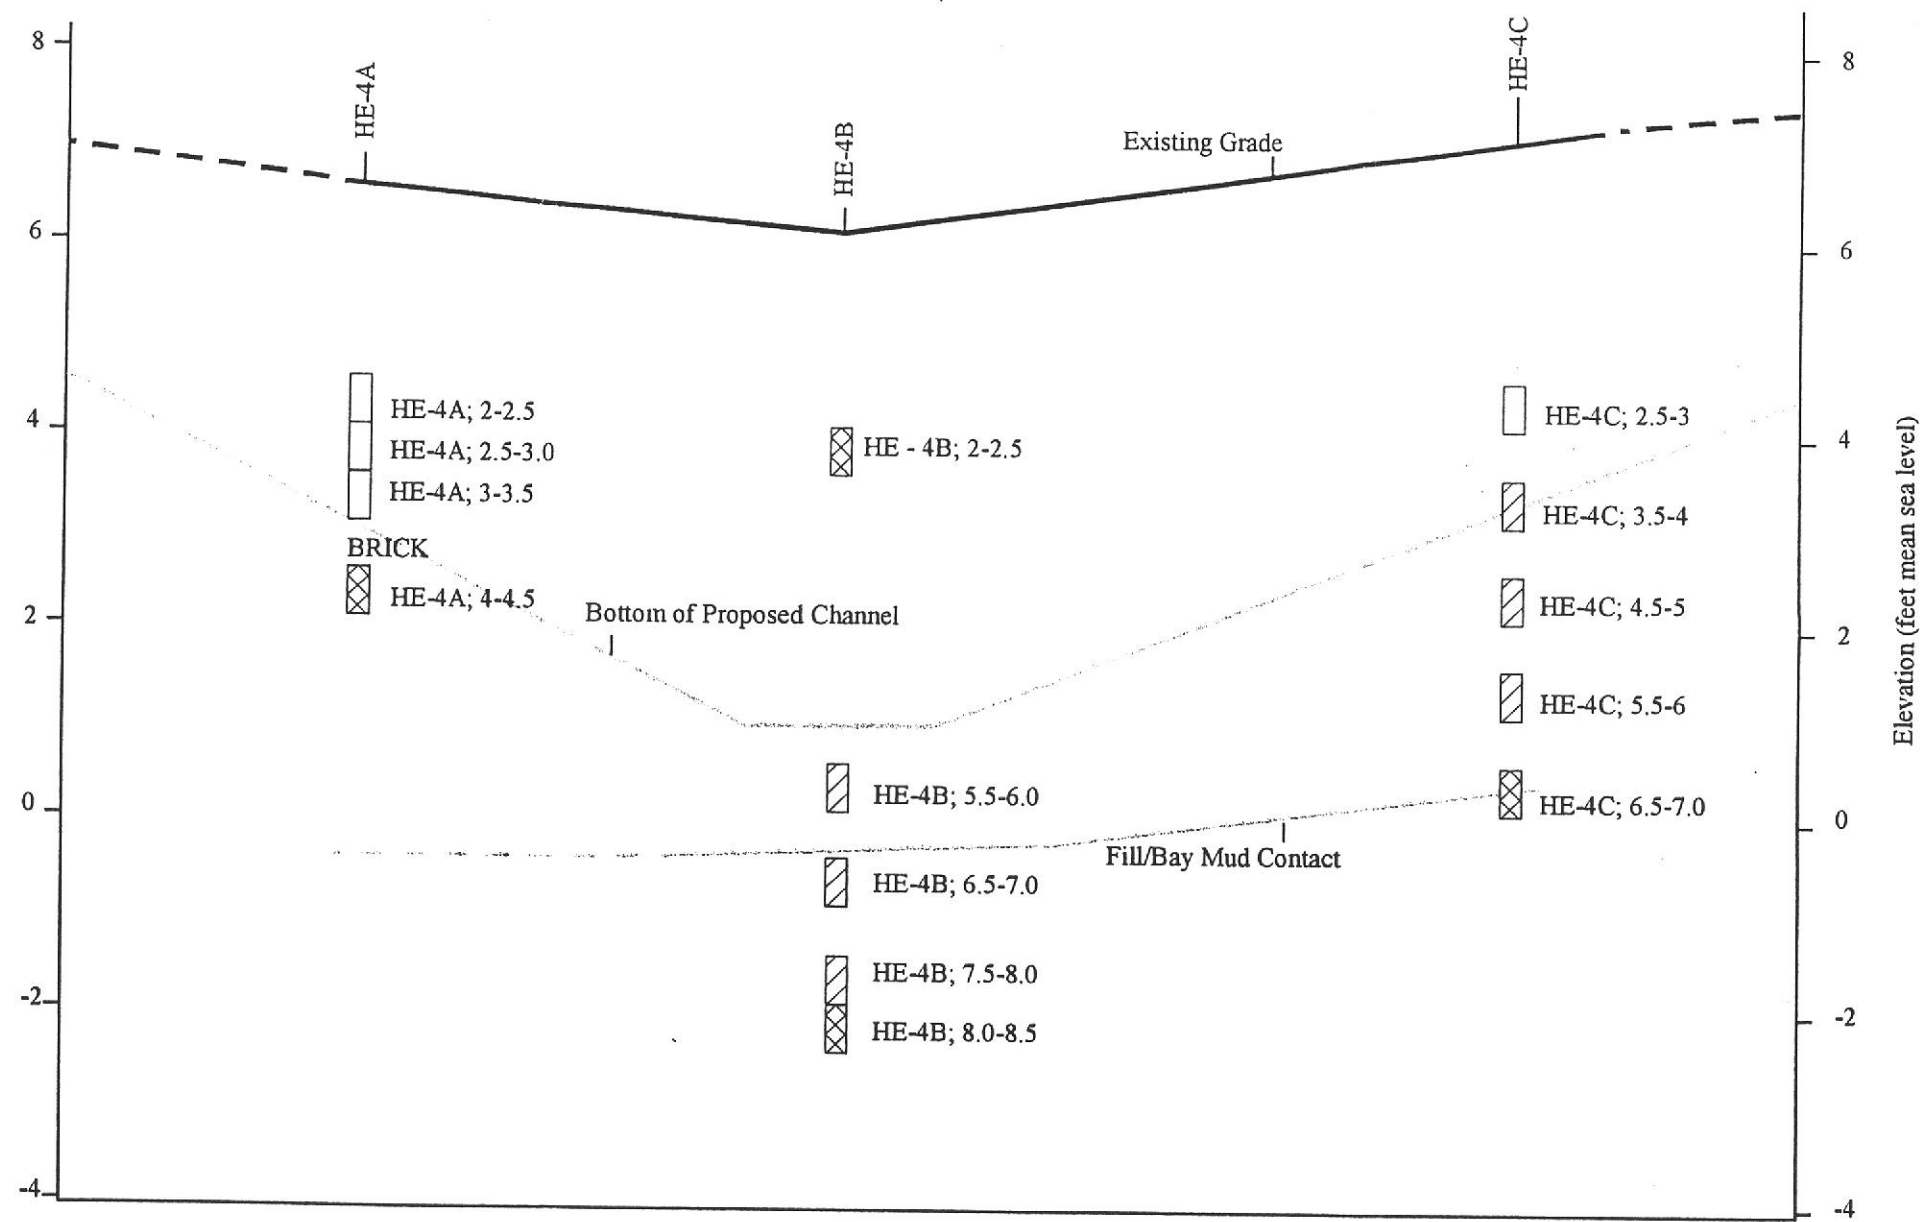 8
8
HE-4A
HE-4B
HE-4C
Existing Grade
6
6
HE-4A; 2-2.5
HE-4A; 2.5-3.0
HE-4A; 3-3.5
BRICK
HE-4A; 4-4.5
HE - 4B; 2-2.5
HE-4C; 2.5-3
HE-4C; 3.5-4
HE-4C; 4.5-5
HE-4C; 5.5-6
HE-4C; 6.5-7.0
4
4
2
2
Bottom of Proposed Channel
HE-4B; 5.5-6.0
HE-4B; 6.5-7.0
HE-4B; 7.5-8.0
HE-4B; 8.0-8.5
Fill/Bay Mud Contact
0
0
-2
-2
-4
-4
Elevation (feet mean sea level)